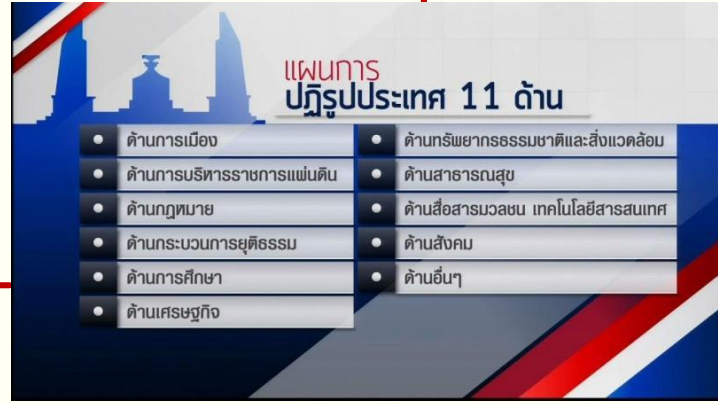 แผนการ
ปฏิรูปประเทศ 11 ด้าน
ด้านการเมือง
ด้านการบริหารราชการแผ่นดิน
ด้านกฎหมาย
ด้านกระบวนการยุติธรรม
ด้านการศึกษา
ด้านเศรษฐกิจ
ด้านทรัพยากรธรรมชาติและสิ่งแวดล้อม
ด้านสาธารณสุข
ด้านสื่อสารมวลชน เทคโนโลยีสารสนเทศ
ด้านสังคม
ด้านอื่นๆ